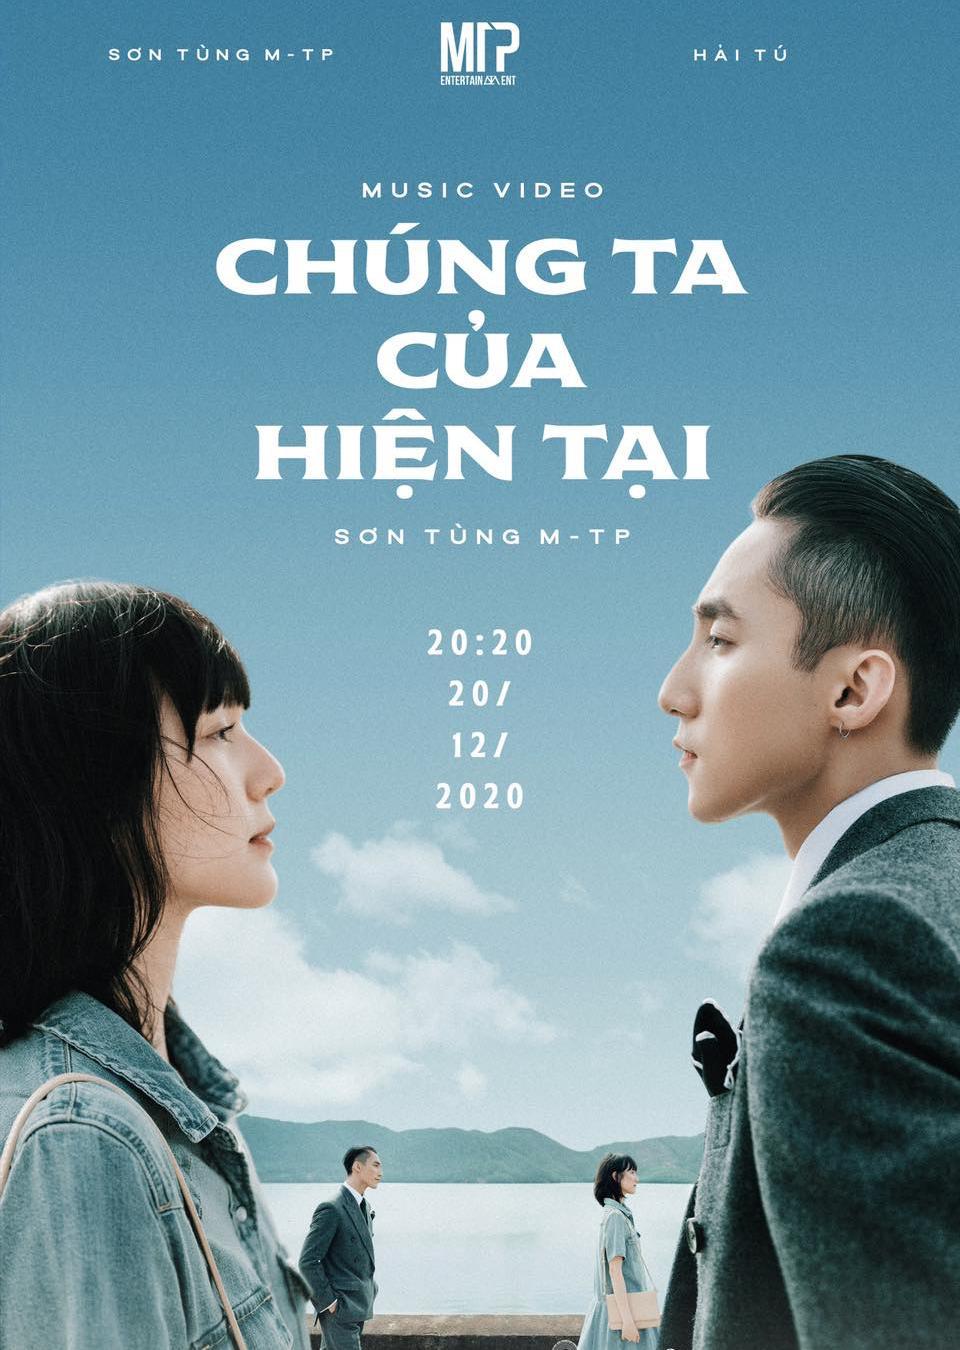 SƠN TÙNG M-TP
MTP
ENTERTAINMENT
HẢI TÚ
MUSIC VIDEO
CHÚNG TA
CỦA
HIỆN TẠI
SƠN TÙNG M-TP
20:20
20/
12/
2020